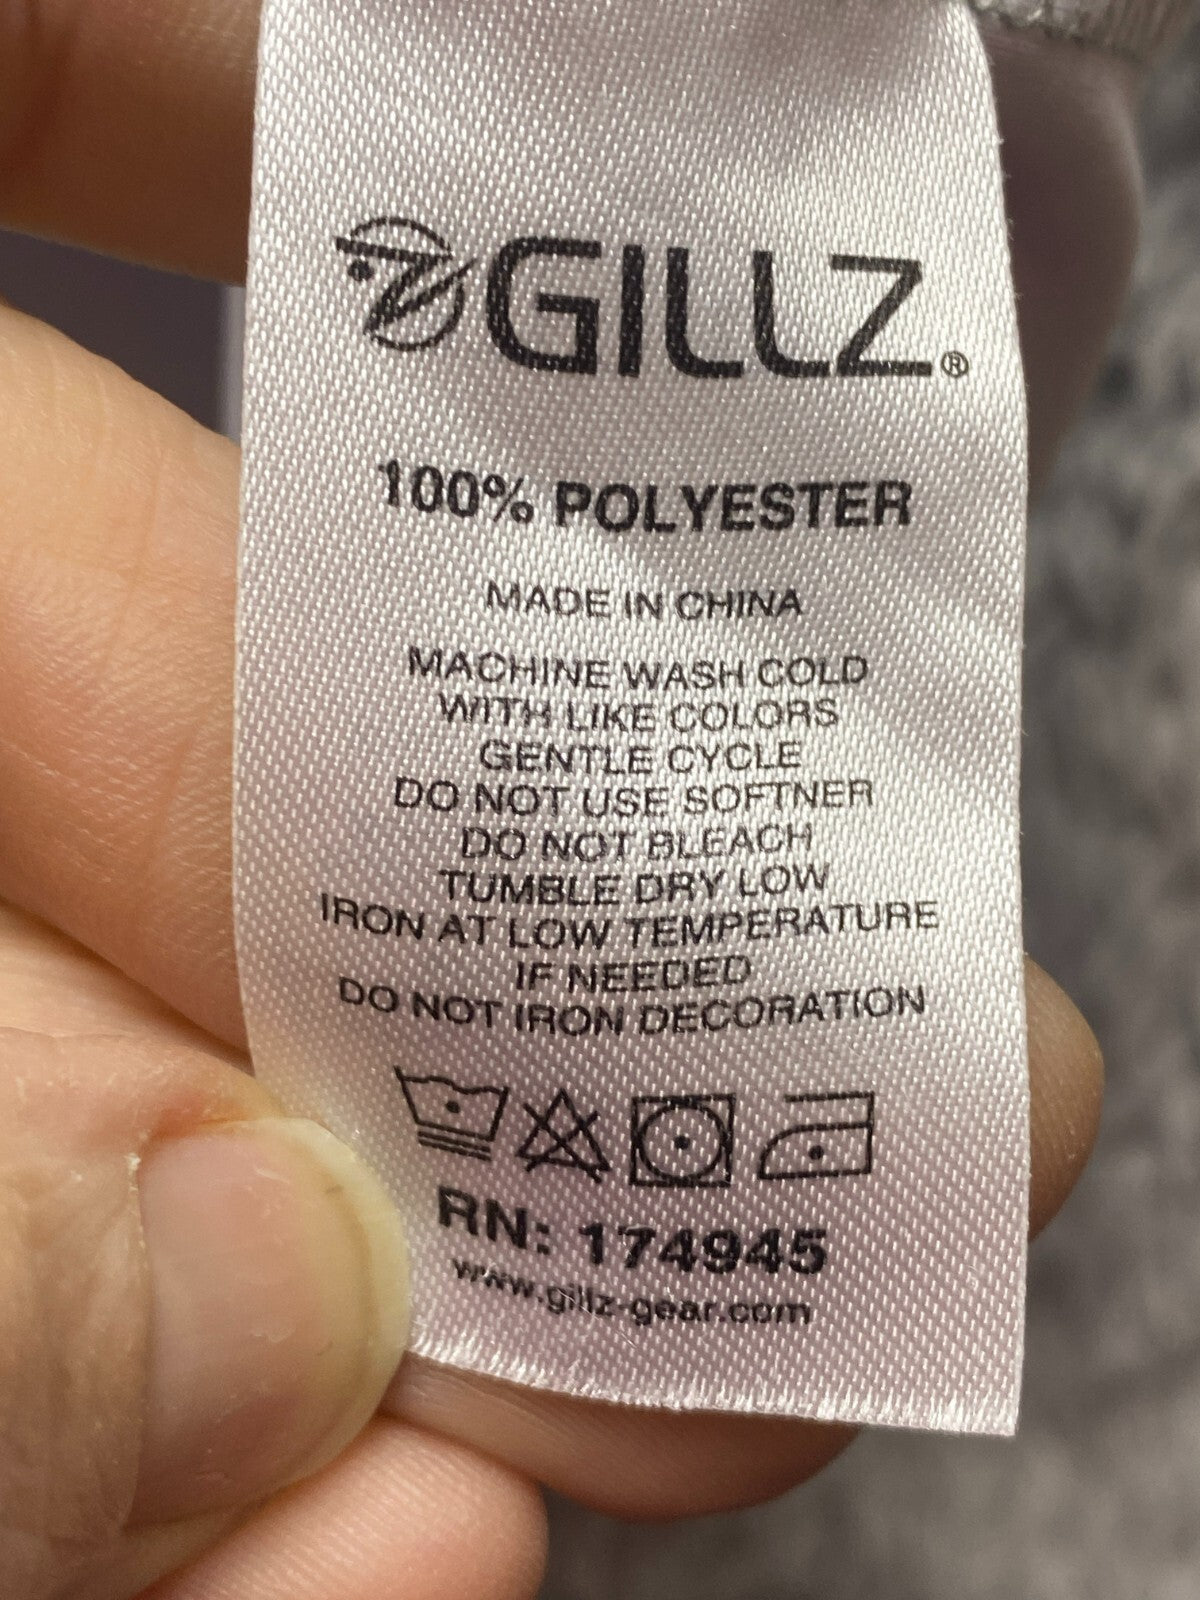 GILLZ®
100% POLYESTER
MADE IN CHINA
MACHINE WASH COLD
WITH LIKE COLORS
GENTLE CYCLE
DO NOT USE SOFTNER
DO NOT BLEACH
TUMBLE DRY LOW
IRON AT LOW TEMPERATURE
IF NEEDED
DO NOT IRON DECORATION
RN: 174945
www.gillz-gear.com